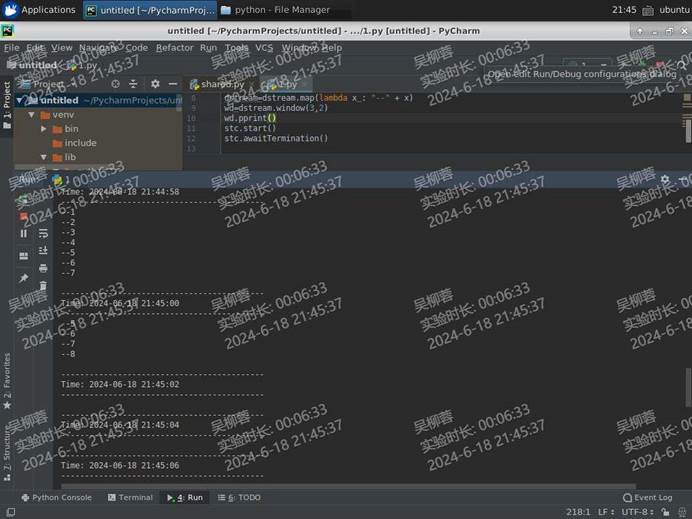 Applications
untitled [~/PycharmProj...
python - File Manager
21:45
ubuntu
untitled [~/PycharmProjects/untitled] - .../1.py [untitled] - PyCharm
File Edit View Navigate Code Refactor Run Tools VCS Window Help
untitled
1.py
Open edit Run/Debug configurations dialog
1: Project
Project
shared.py
1.py
untitled ~/PycharmProjects/unt
venv
bin
include
lib
8
9 wd=dstream.window(3,2)
10 wd.pprint()
11 stc.start()
12 stc.awaitTermination()
13
dstream=dstream.map(lambda x_: "--" + x)
Run:
Time: 2024-06-18 21:44:58
-------------------------------------------
--1
--2
--3
--4
--5
--6
--7
-------------------------------------------
Time: 2024-06-18 21:45:00
-------------------------------------------
--6
--7
--8
-------------------------------------------
Time: 2024-06-18 21:45:02
-------------------------------------------
-------------------------------------------
Time: 2024-06-18 21:45:04
-------------------------------------------
-------------------------------------------
Time: 2024-06-18 21:45:06
-------------------------------------------
2: Favorites
7: Structure
Python Console
Terminal
4: Run
6: TODO
Event Log
218:1 LF UTF-8
吴柳蓉
实验时长: 00:06:33
2024-6-18 21:45:37